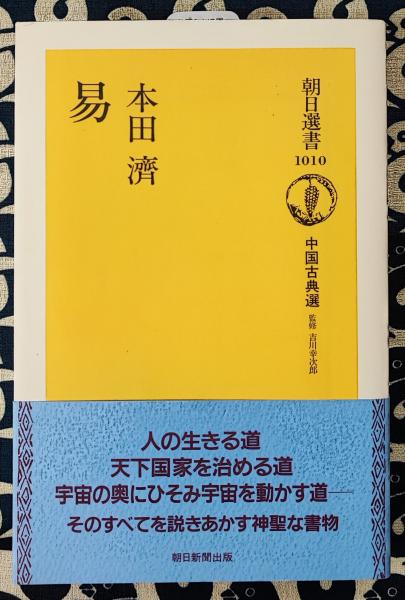 朝日選書
1010
中国古典選
監修 吉川幸次郎
本田 濟
易
人の生きる道
天下国家を治める道
宇宙の奥にひそみ宇宙を動かす道──
そのすべてを説きあかす神聖な書物
朝日新聞出版